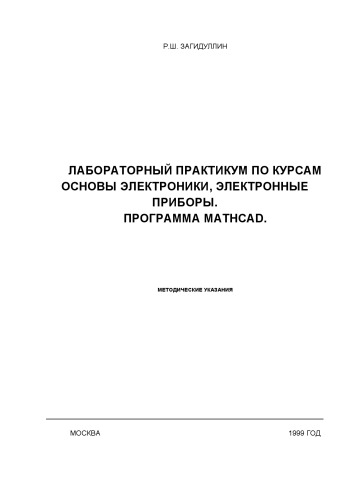 Р.Ш. ЗАГИДУЛЛИН
ЛАБОРАТОРНЫЙ ПРАКТИКУМ ПО КУРСАМ
ОСНОВЫ ЭЛЕКТРОНИКИ, ЭЛЕКТРОННЫЕ
ПРИБОРЫ.
ПРОГРАММА MATHCAD.
МЕТОДИЧЕСКИЕ УКАЗАНИЯ
МОСКВА 1999 ГОД